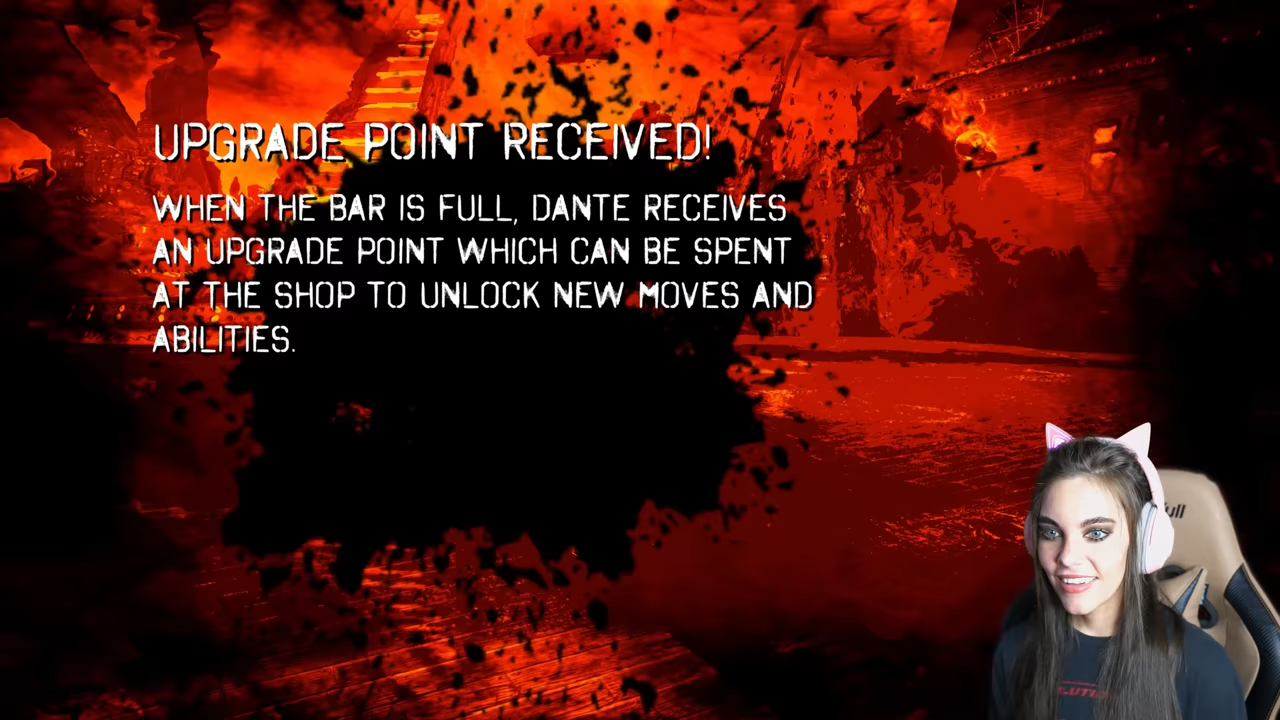 UPGRADE POINT RECEIVED!
WHEN THE BAR IS FULL, DANTE RECEIVES
AN UPGRADE POINT WHICH CAN BE SPENT
AT THE SHOP TO UNLOCK NEW MOVES AND
ABILITIES.